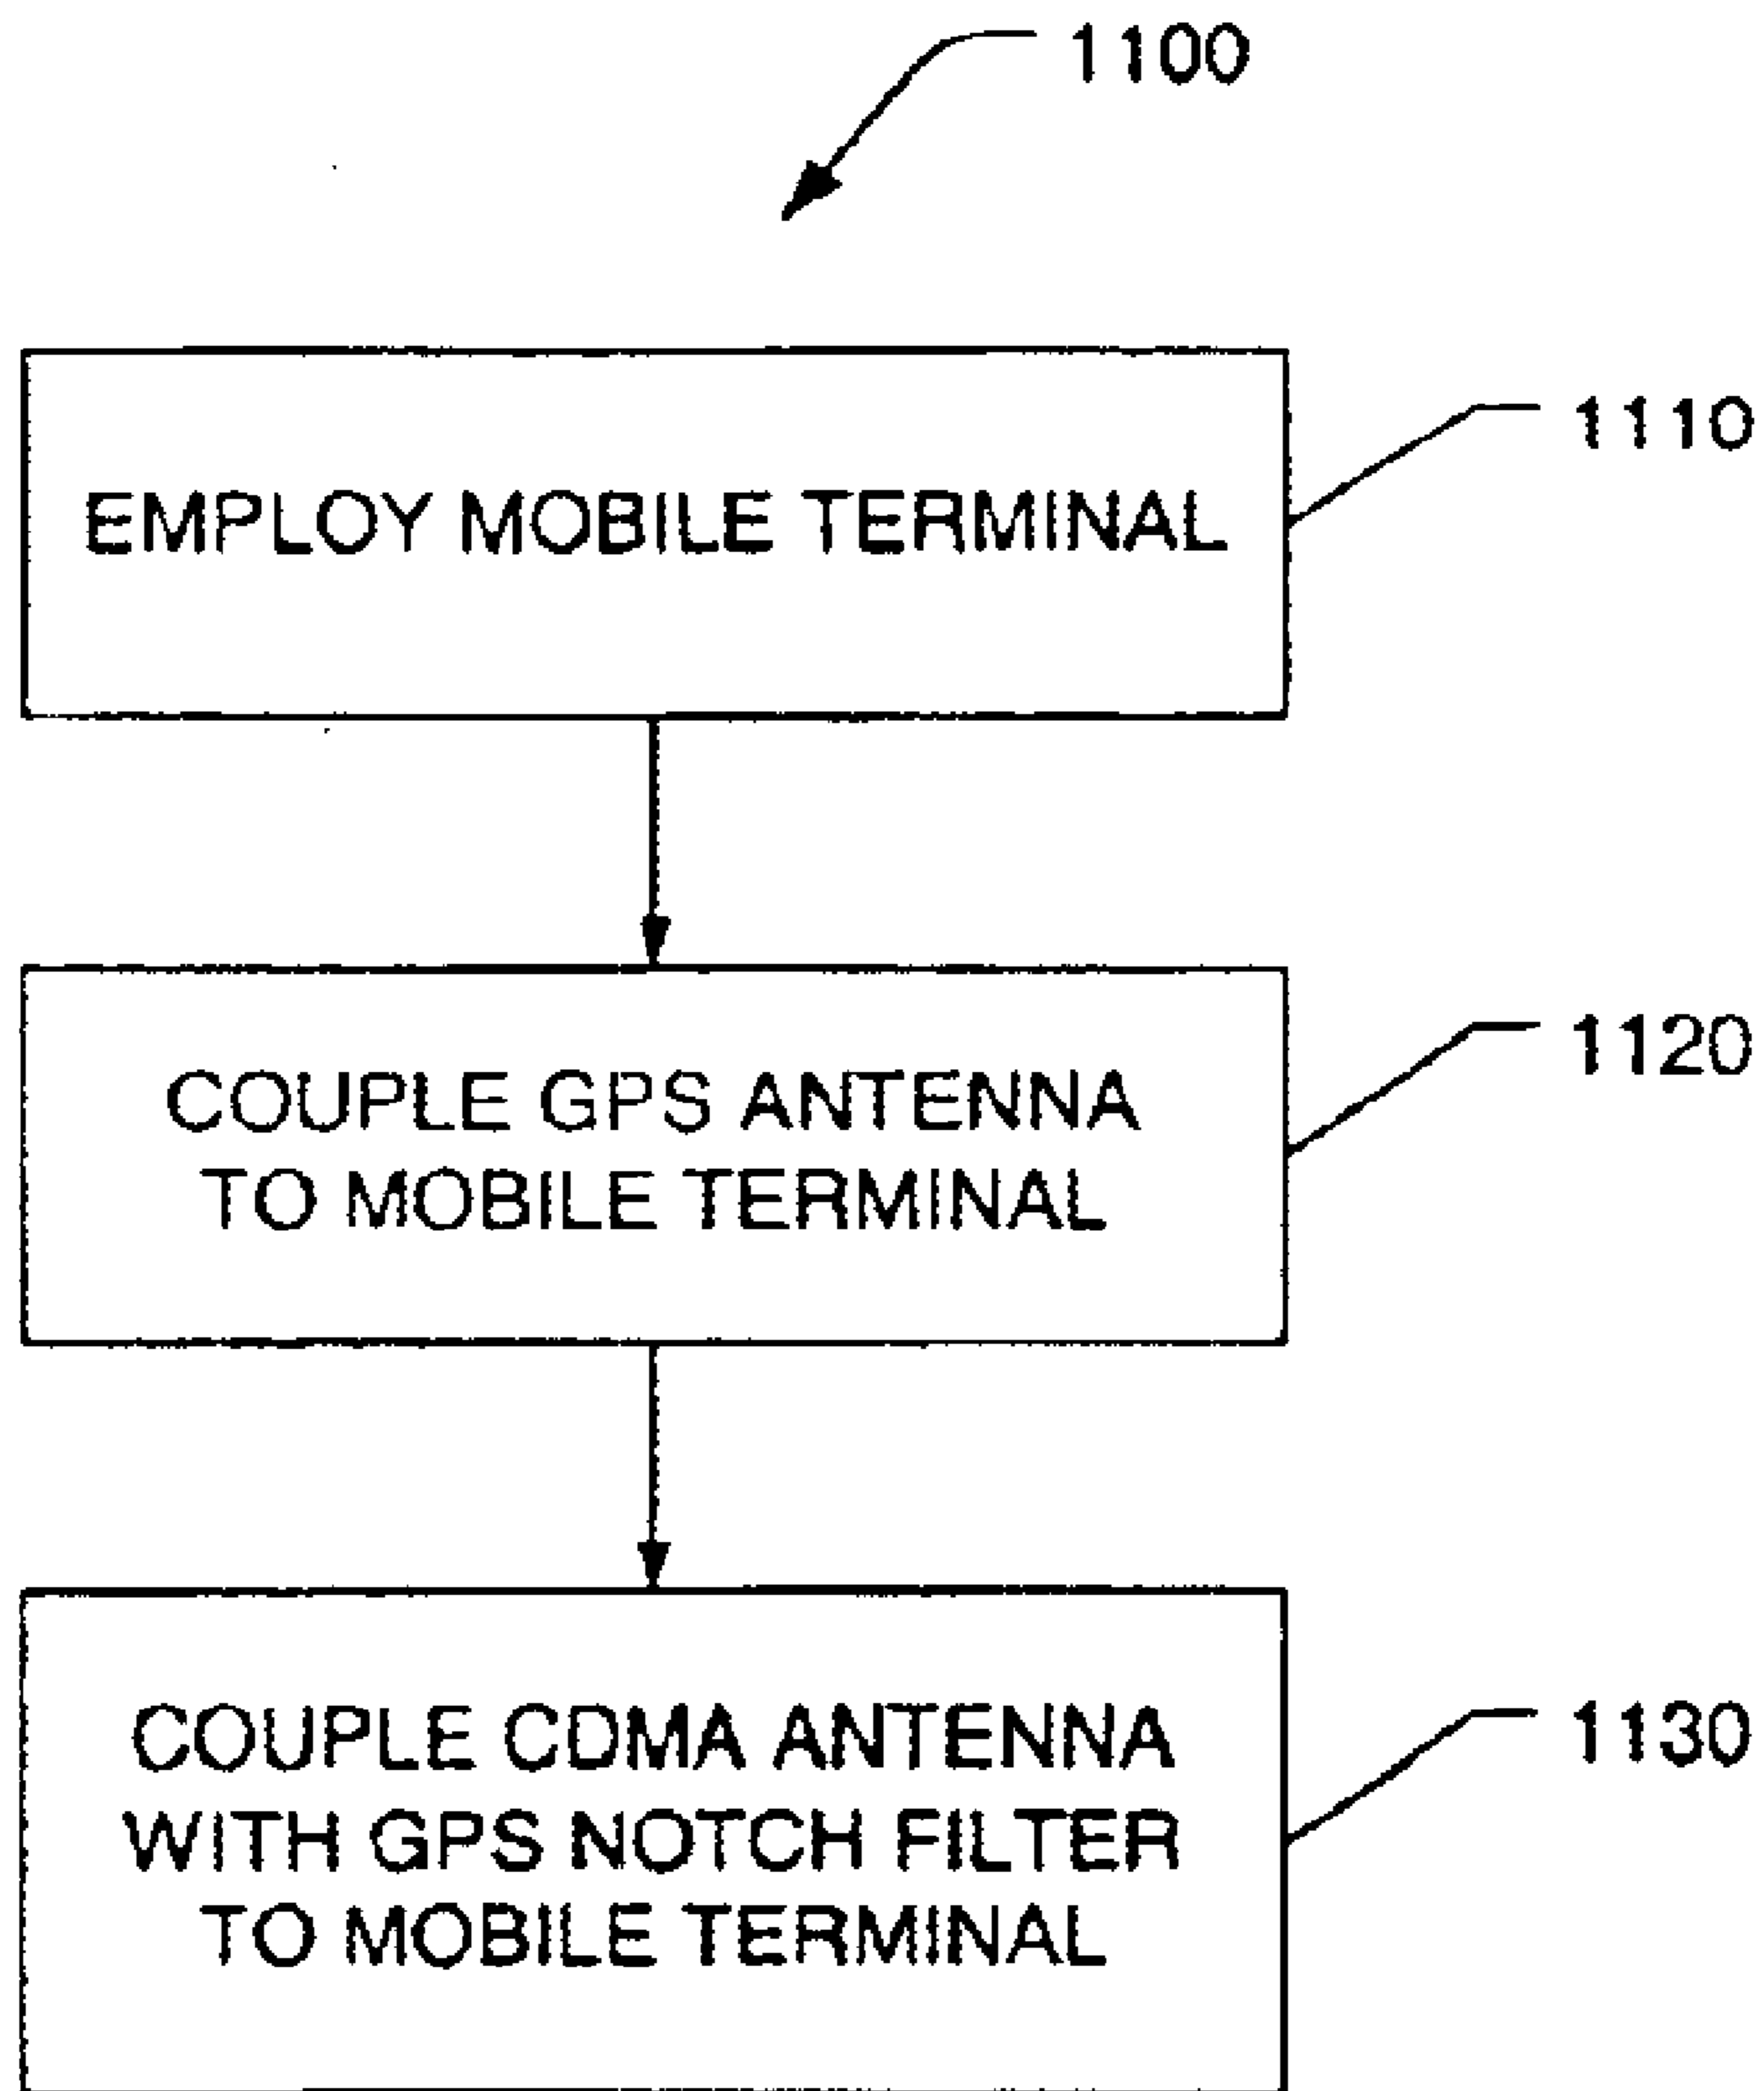 1100
1110
EMPLOY MOBILE TERMINAL
1120
COUPLE GPS ANTENNA
TO MOBILE TERMINAL
1130
COUPLE CDMA ANTENNA
WITH GPS NOTCH FILTER
TO MOBILE TERMINAL